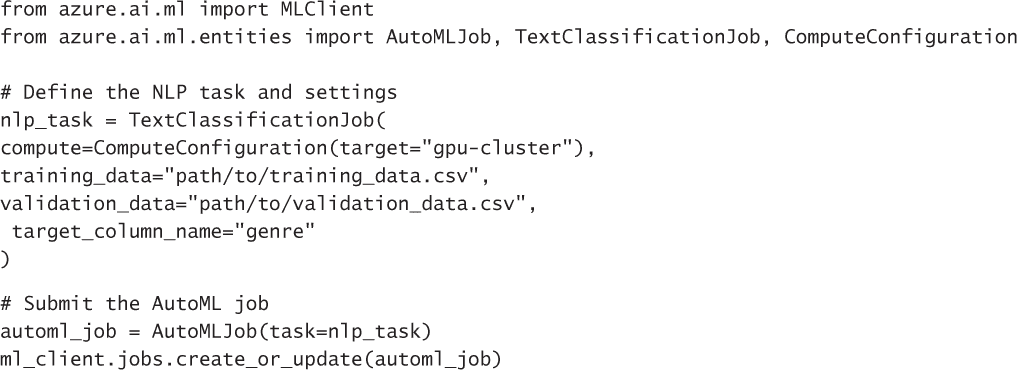 from azure.ai.ml import MLClient
from azure.ai.ml.entities import AutoMLJob, TextClassificationJob, ComputeConfiguration
# Define the NLP task and settings
nlp_task = TextClassificationJob(
compute=ComputeConfiguration(target="gpu-cluster"),
training_data="path/to/training_data.csv",
validation_data="path/to/validation_data.csv",
target_column_name="genre"
)
# Submit the AutoML job
automl_job = AutoMLJob(task=nlp_task)
ml_client.jobs.create_or_update(automl_job)